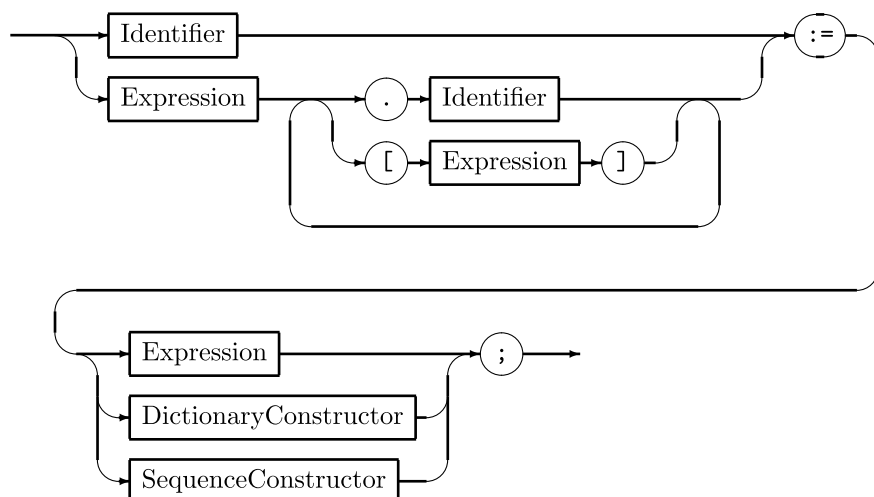 Identifier :=
Expression . Identifier
[ Expression ]
Expression ;
DictionaryConstructor
SequenceConstructor